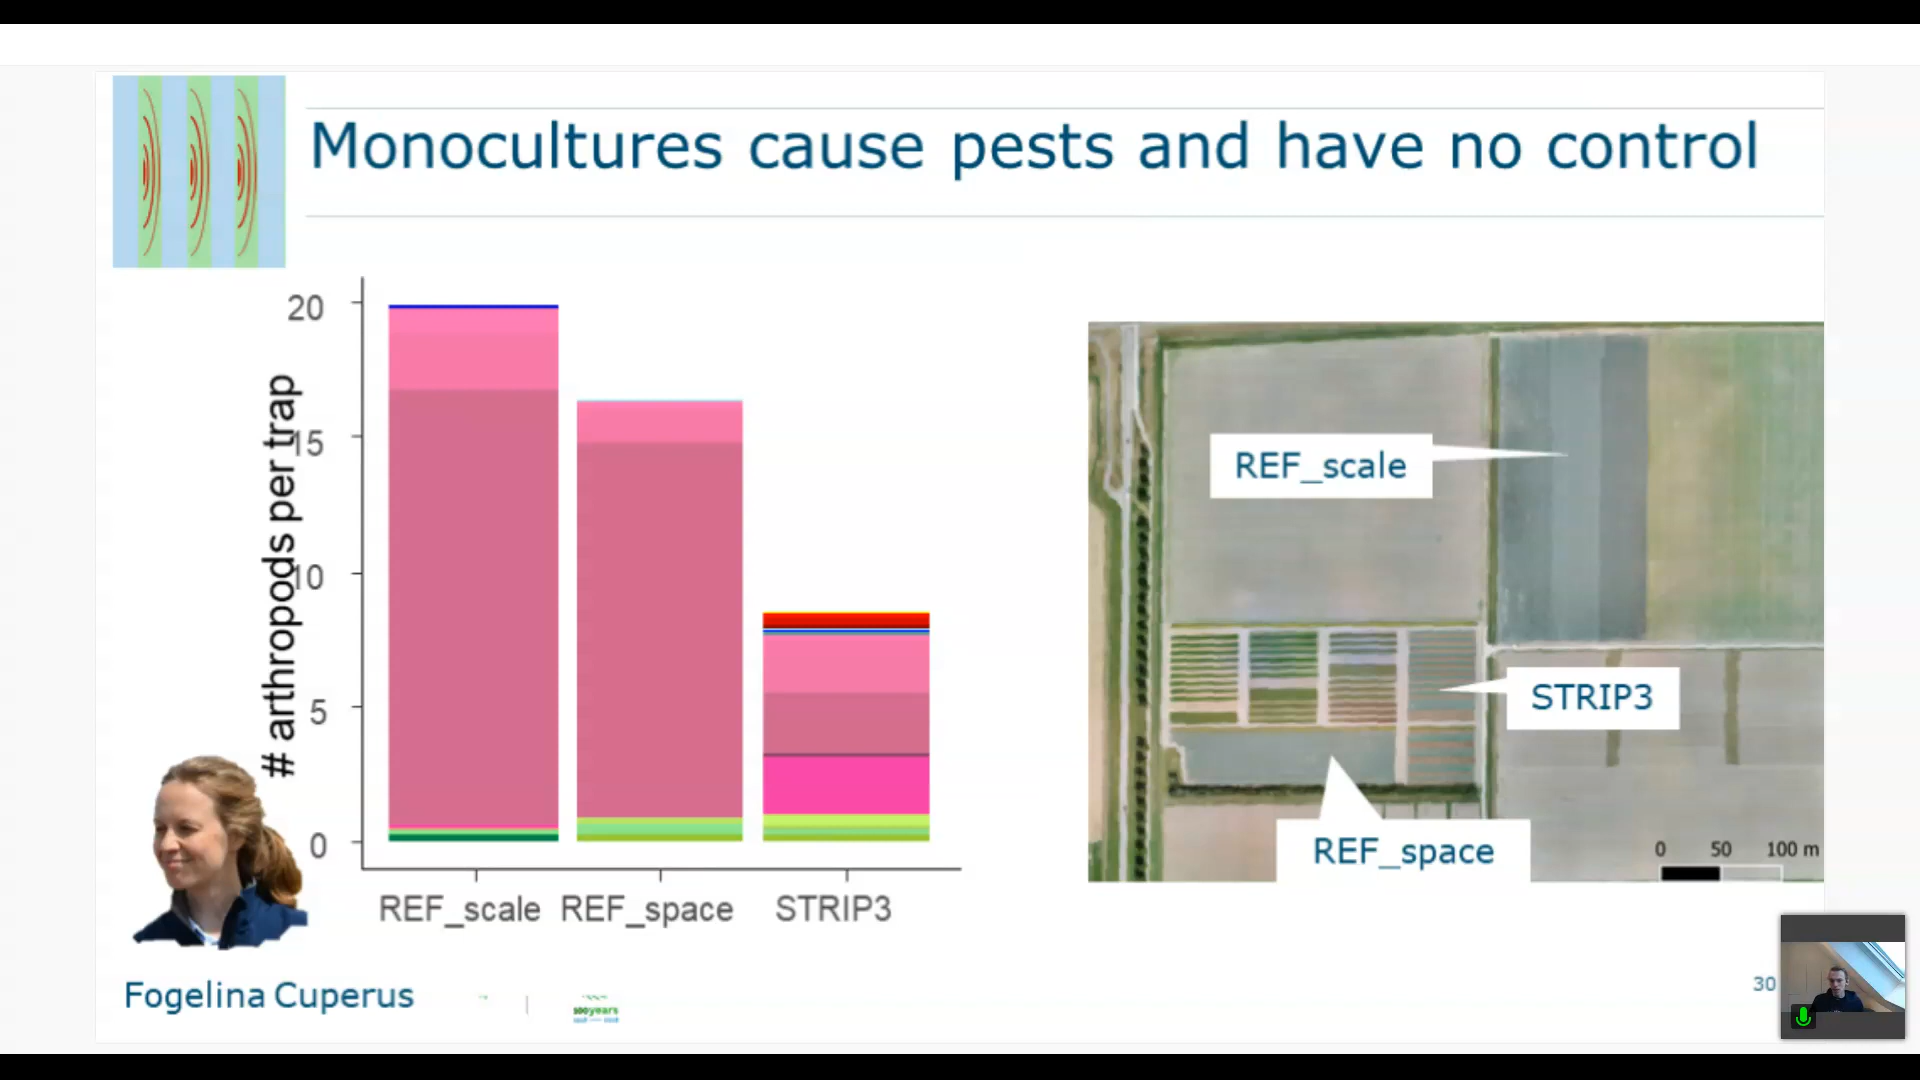 Monocultures cause pests and have no control
# arthropods per trap
20
15
10
5
0
REF_scale REF_space STRIP3
REF_scale
STRIP3
REF_space
0 50 100 m
Fogelina Cuperus
100years
30